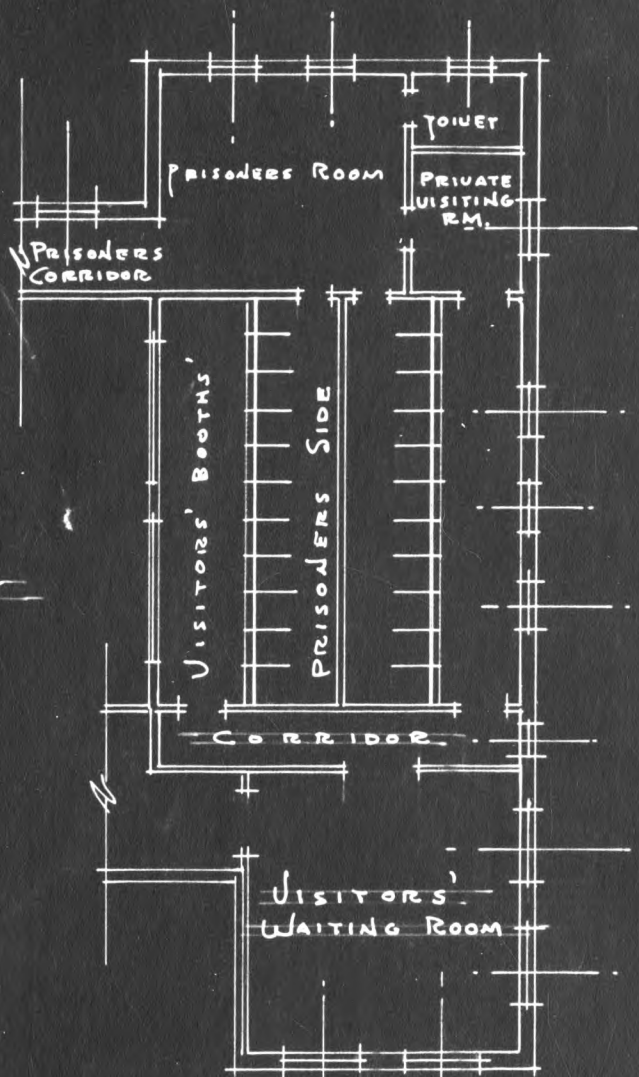 TOILET
PRISONERS ROOM
PRIVATE
VISITING
RM.
PRISONERS
CORRIDOR
VISITORS' BOOTHS'
PRISONERS SIDE
CORRIDOR
VISITORS'
WAITING ROOM